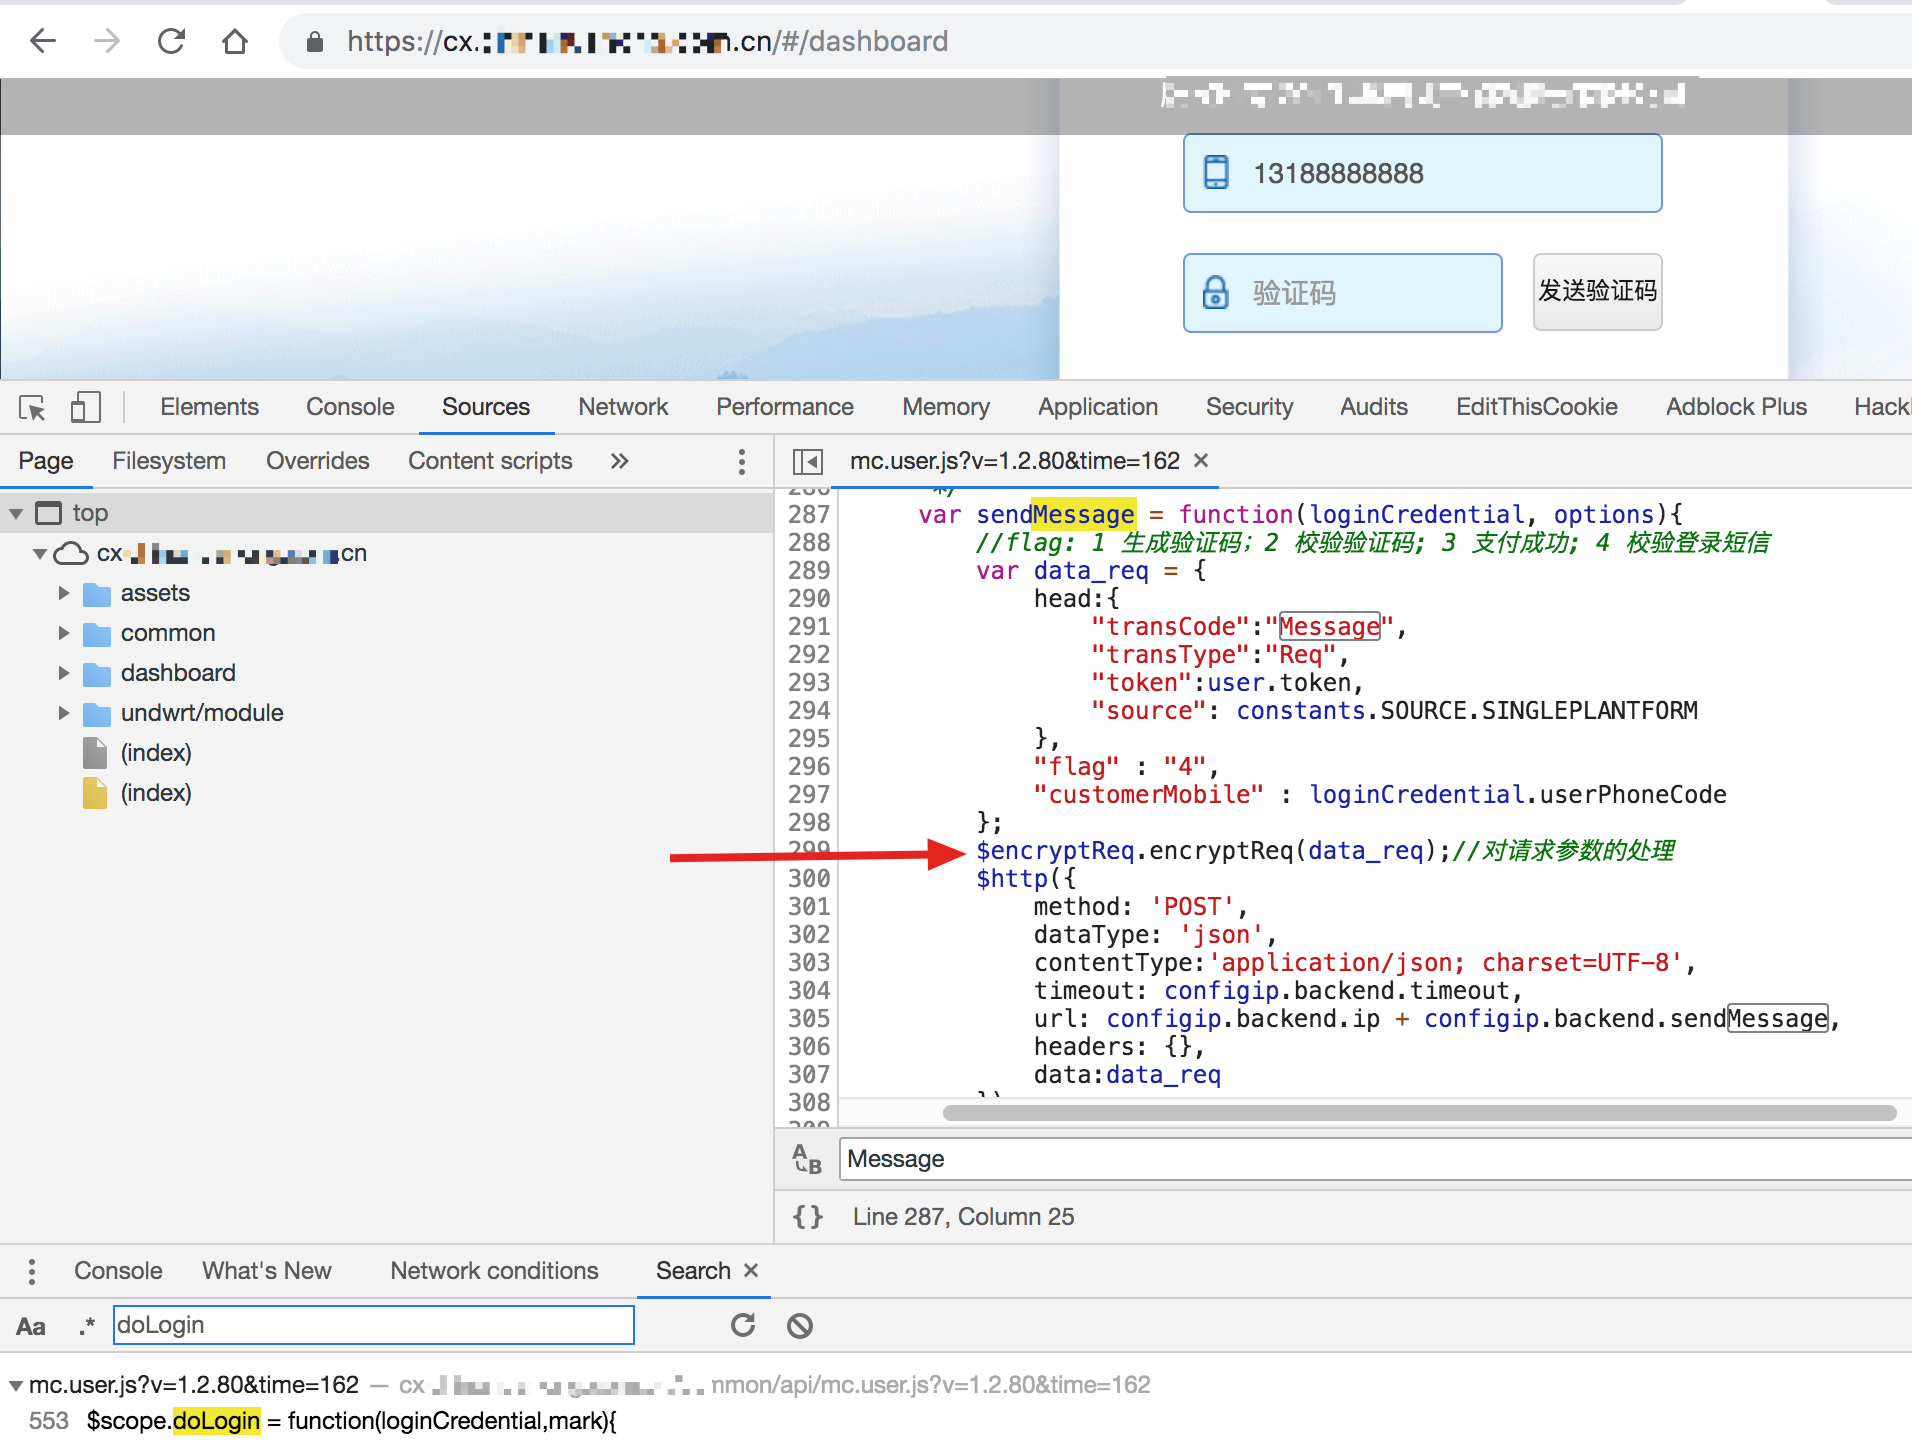 https://cx. .cn/#/dashboard
13188888888
验证码
发送验证码
Elements Console Sources Network Performance Memory Application Security Audits EditThisCookie Adblock Plus Hackl
Page Filesystem Overrides Content scripts »
mc.user.js?v=1.2.80&time=162 ×
top
cx .cn
assets
common
dashboard
undwrt/module
(index)
(index)
286 */
287 var sendMessage = function(loginCredential, options){
288 //flag: 1 生成验证码；2 校验验证码; 3 支付成功; 4 校验登录短信
289 var data_req = {
290 head:{
291 "transCode":"Message",
292 "transType":"Req",
293 "token":user.token,
294 "source": constants.SOURCE.SINGLEPLANTFORM
295 },
296 "flag" : "4",
297 "customerMobile" : loginCredential.userPhoneCode
298 };
299 $encryptReq.encryptReq(data_req);//对请求参数的处理
300 $http({
301 method: 'POST',
302 dataType: 'json',
303 contentType:'application/json; charset=UTF-8',
304 timeout: configip.backend.timeout,
305 url: configip.backend.ip + configip.backend.sendMessage,
306 headers: {},
307 data:data_req
308 })
309
Message
{} Line 287, Column 25
Console What's New Network conditions Search ×
Aa .* doLogin
mc.user.js?v=1.2.80&time=162 — cx mmon/api/mc.user.js?v=1.2.80&time=162
553 $scope.doLogin = function(loginCredential,mark){